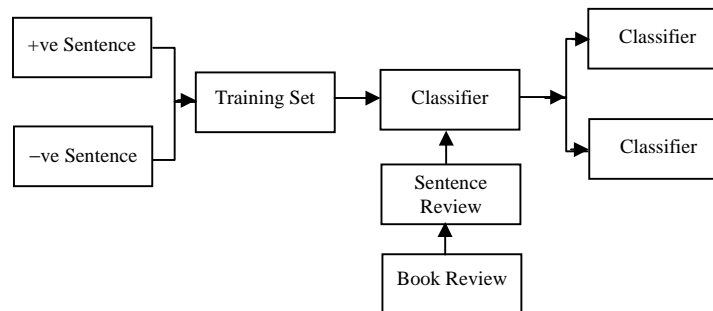 +ve Sentence
−ve Sentence
Training Set
Classifier
Sentence
Review
Book Review
Classifier
Classifier